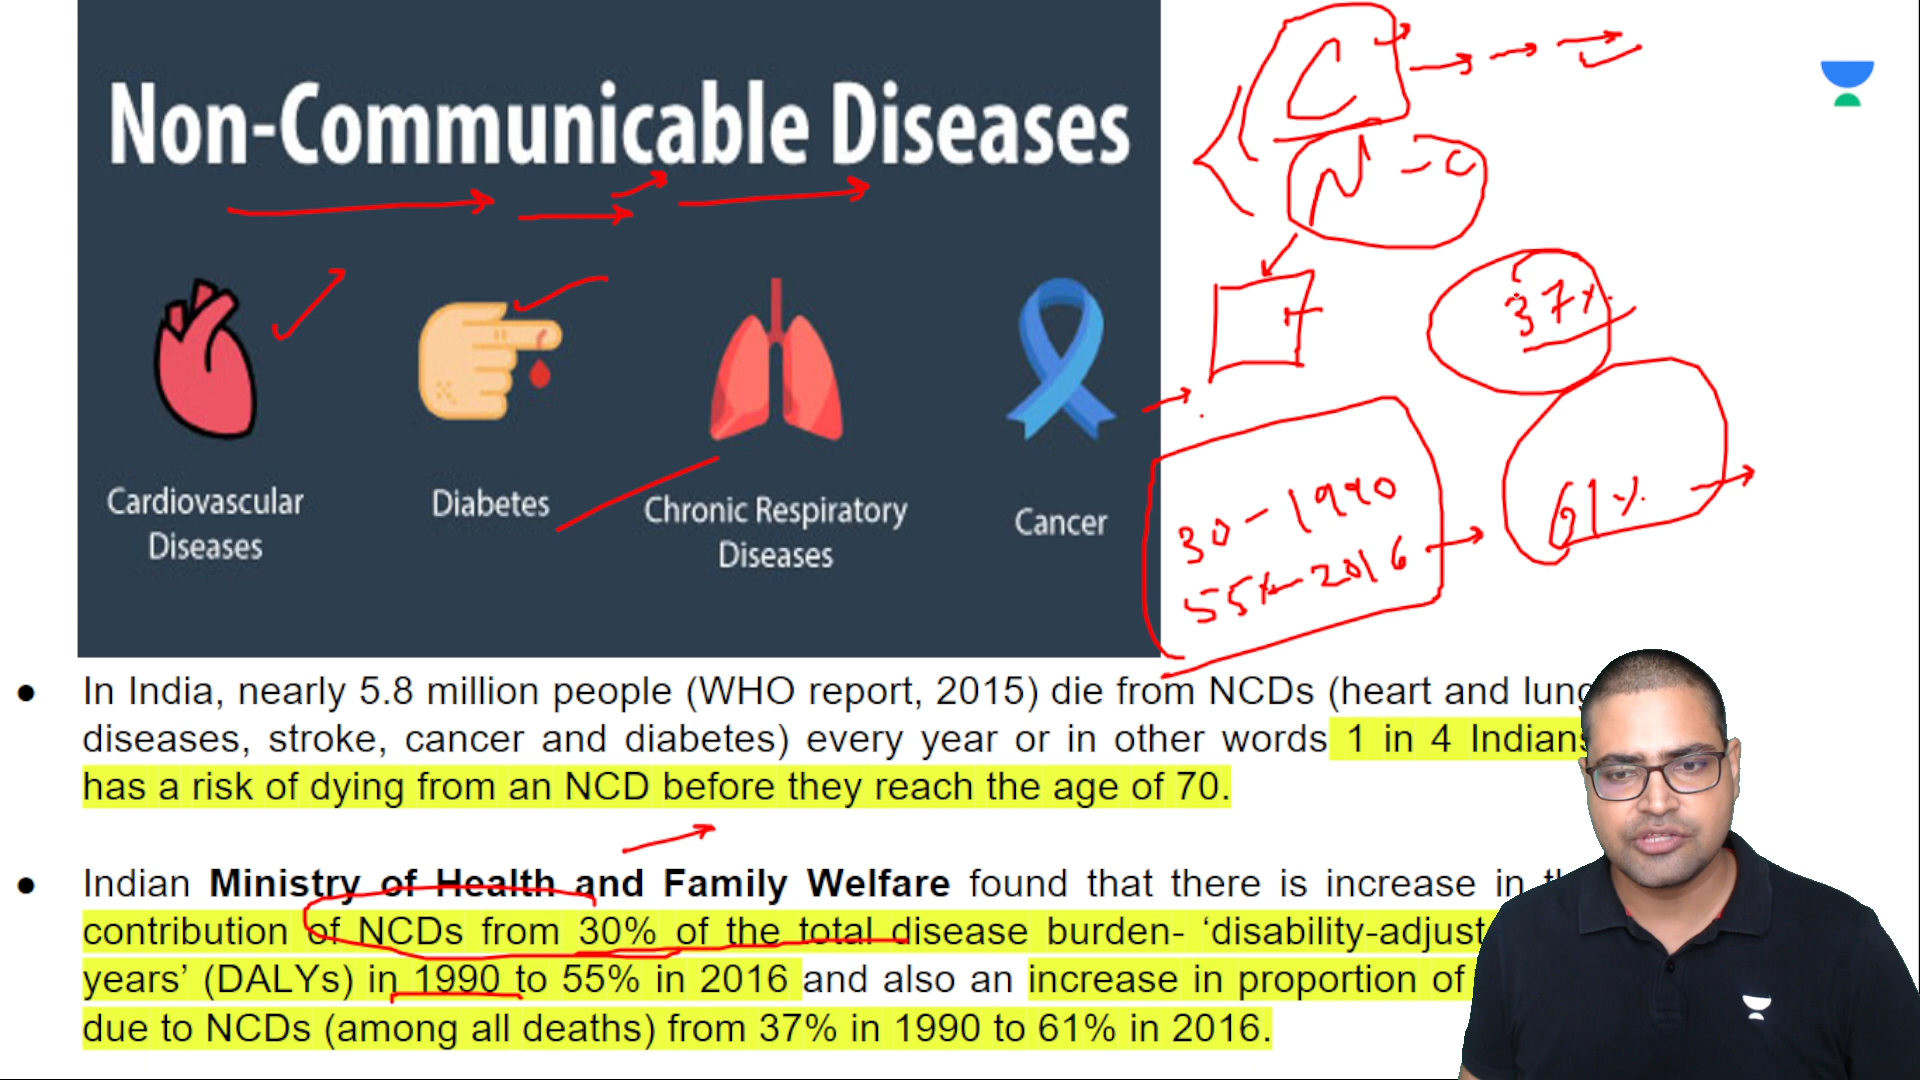 Non-Communicable Diseases
C
N - C
37%
Cardiovascular
Diseases
Diabetes
Chronic Respiratory
Diseases
Cancer
30 - 1990
55% - 2016
61%
● In India, nearly 5.8 million people (WHO report, 2015) die from NCDs (heart and lung
diseases, stroke, cancer and diabetes) every year or in other words 1 in 4 Indians
has a risk of dying from an NCD before they reach the age of 70.
● Indian Ministry of Health and Family Welfare found that there is increase in
contribution of NCDs from 30% of the total disease burden- ‘disability-adjust
years’ (DALYs) in 1990 to 55% in 2016 and also an increase in proportion of
due to NCDs (among all deaths) from 37% in 1990 to 61% in 2016.